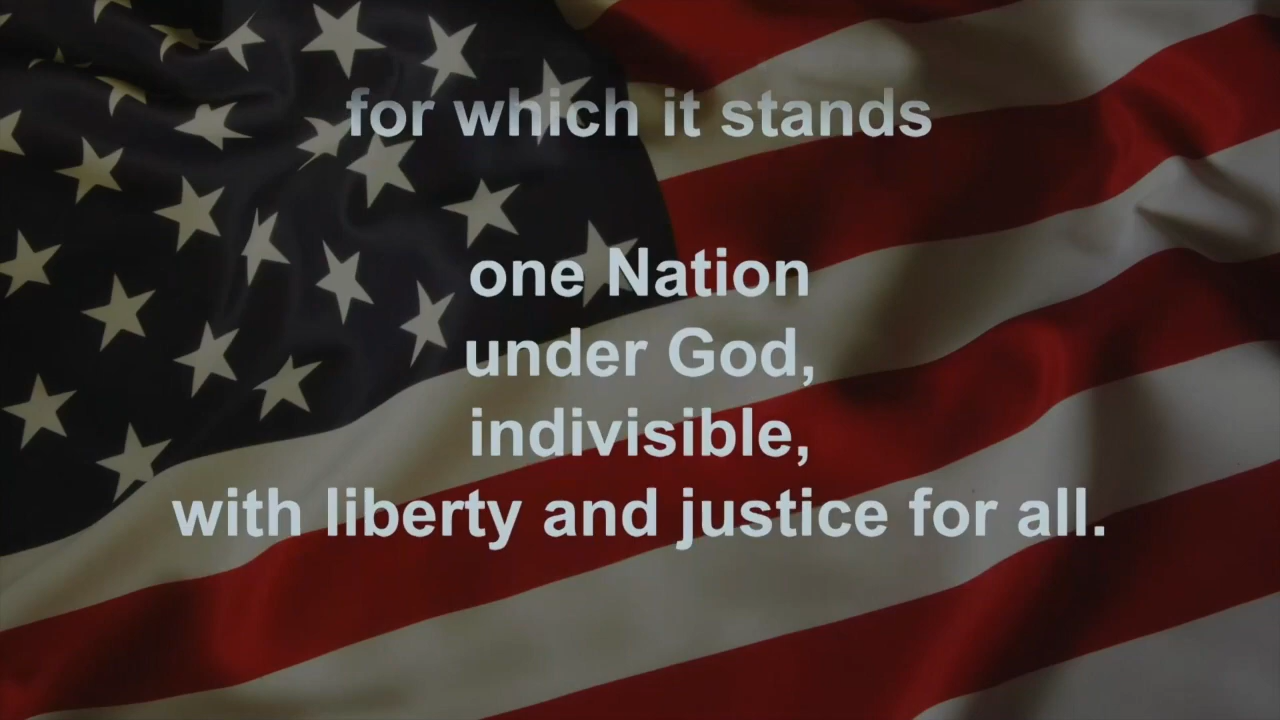 for which it stands
one Nation
under God,
indivisible,
with liberty and justice for all.